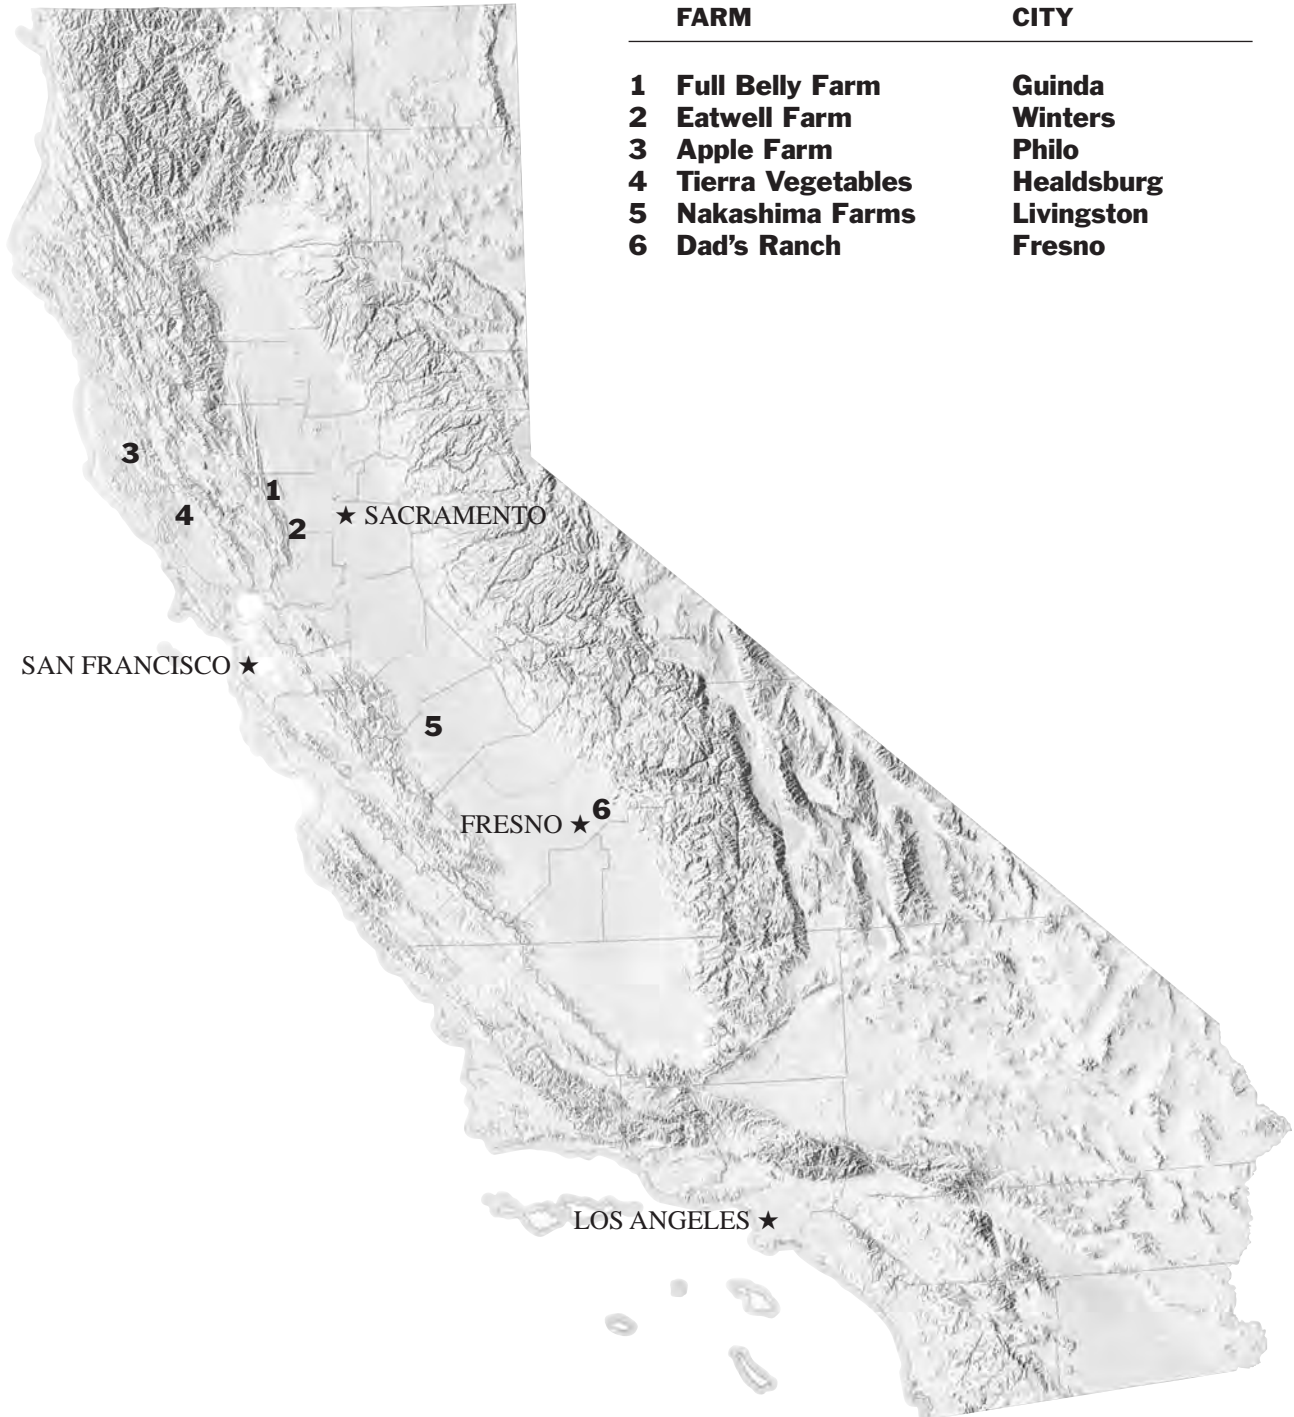 FARM CITY
1 Full Belly Farm Guinda
2 Eatwell Farm Winters
3 Apple Farm Philo
4 Tierra Vegetables Healdsburg
5 Nakashima Farms Livingston
6 Dad's Ranch Fresno
3
1
4
2
★ SACRAMENTO
SAN FRANCISCO ★
5
6
FRESNO ★
LOS ANGELES ★